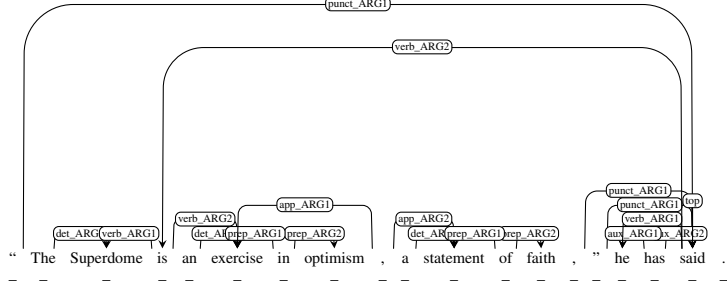 punct_ARG1
verb_ARG2
punct_ARG1
top
app_ARG1
punct_ARG1
verb_ARG2
app_ARG2
verb_ARG1
det_ARG verb_ARG1 det_AR prep_ARG1 prep_ARG2 det_AR prep_ARG1 prep_ARG2 aux_ARG1 ux_ARG2
“ The Superdome is an exercise in optimism , a statement of faith , ” he has said .
_ _ _ _ _ _ _ _ _ _ _ _ _ _ _ _ _ _ _ _